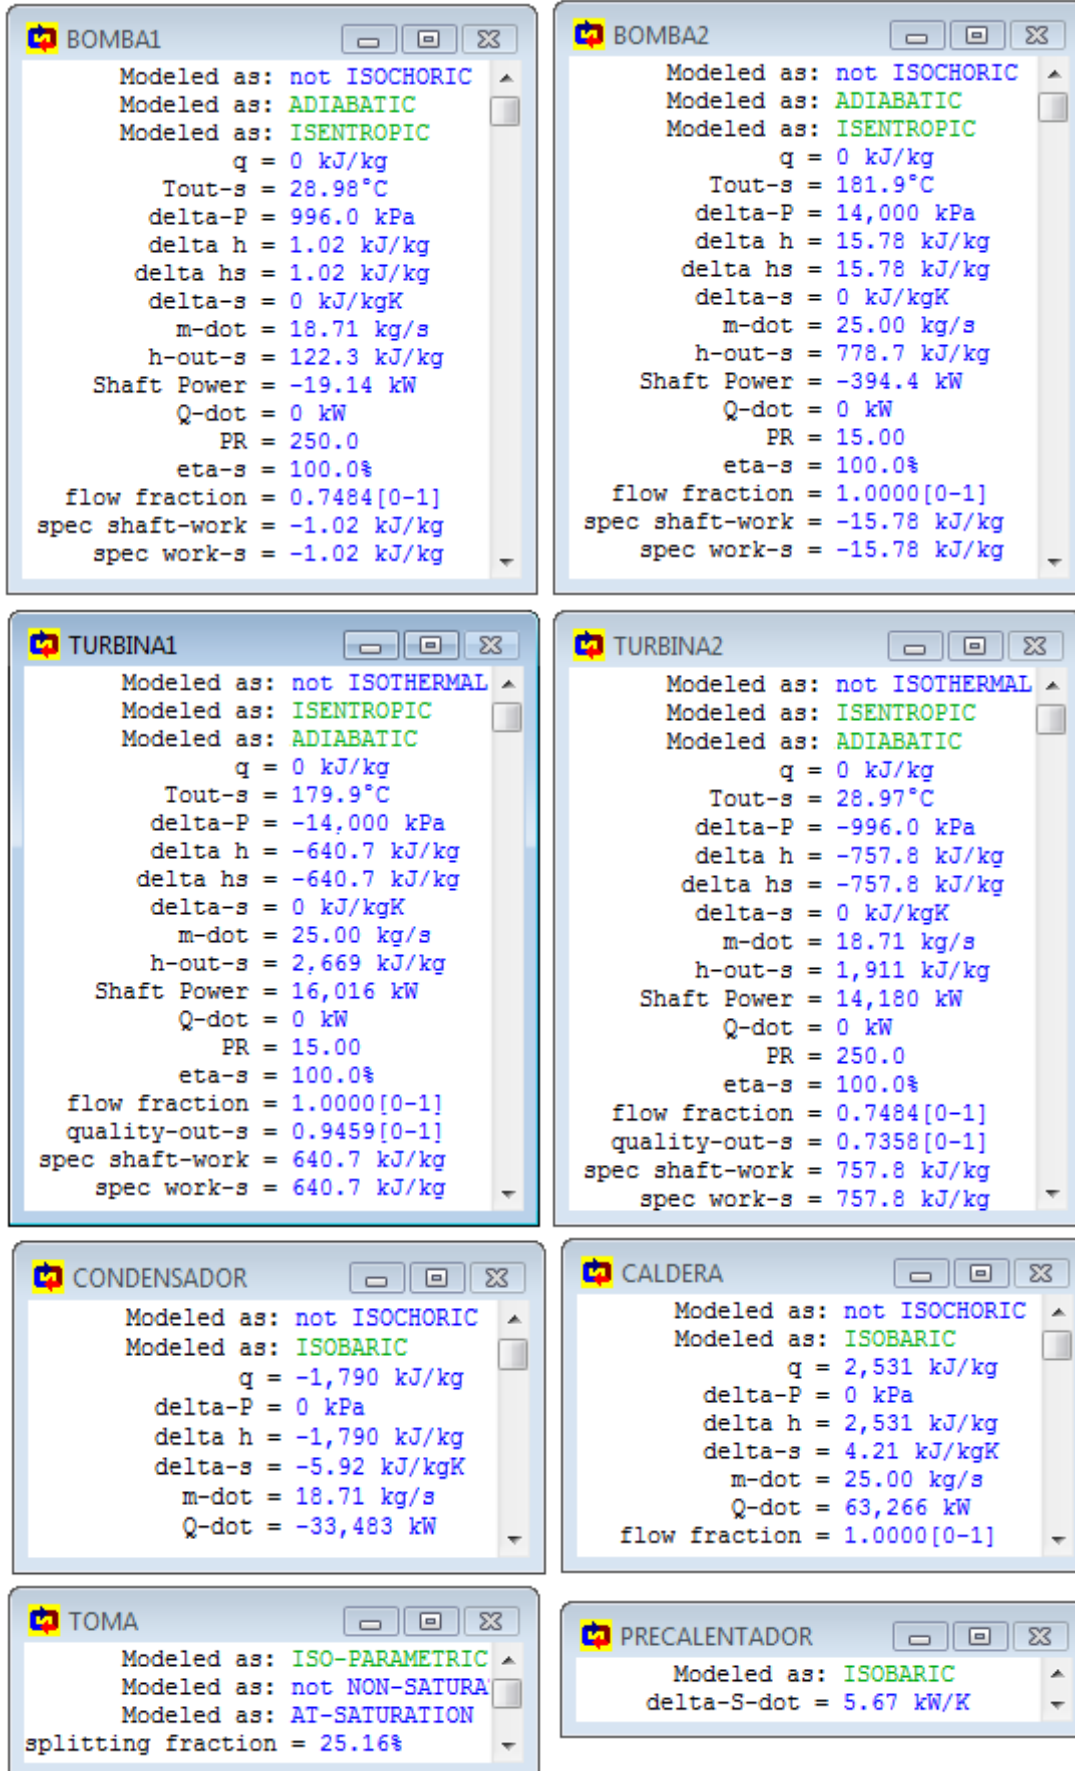 BOMBA1
Modeled as: not ISOCHORIC
Modeled as: ADIABATIC
Modeled as: ISENTROPIC
q = 0 kJ/kg
Tout-s = 28.98°C
delta-P = 996.0 kPa
delta h = 1.02 kJ/kg
delta hs = 1.02 kJ/kg
delta-s = 0 kJ/kgK
m-dot = 18.71 kg/s
h-out-s = 122.3 kJ/kg
Shaft Power = -19.14 kW
Q-dot = 0 kW
PR = 250.0
eta-s = 100.0%
flow fraction = 0.7484[0-1]
spec shaft-work = -1.02 kJ/kg
spec work-s = -1.02 kJ/kg
BOMBA2
Modeled as: not ISOCHORIC
Modeled as: ADIABATIC
Modeled as: ISENTROPIC
q = 0 kJ/kg
Tout-s = 181.9°C
delta-P = 14,000 kPa
delta h = 15.78 kJ/kg
delta hs = 15.78 kJ/kg
delta-s = 0 kJ/kgK
m-dot = 25.00 kg/s
h-out-s = 778.7 kJ/kg
Shaft Power = -394.4 kW
Q-dot = 0 kW
PR = 15.00
eta-s = 100.0%
flow fraction = 1.0000[0-1]
spec shaft-work = -15.78 kJ/kg
spec work-s = -15.78 kJ/kg
TURBINA1
Modeled as: not ISOTHERMAL
Modeled as: ISENTROPIC
Modeled as: ADIABATIC
q = 0 kJ/kg
Tout-s = 179.9°C
delta-P = -14,000 kPa
delta h = -640.7 kJ/kg
delta hs = -640.7 kJ/kg
delta-s = 0 kJ/kgK
m-dot = 25.00 kg/s
h-out-s = 2,669 kJ/kg
Shaft Power = 16,016 kW
Q-dot = 0 kW
PR = 15.00
eta-s = 100.0%
flow fraction = 1.0000[0-1]
quality-out-s = 0.9459[0-1]
spec shaft-work = 640.7 kJ/kg
spec work-s = 640.7 kJ/kg
TURBINA2
Modeled as: not ISOTHERMAL
Modeled as: ISENTROPIC
Modeled as: ADIABATIC
q = 0 kJ/kg
Tout-s = 28.97°C
delta-P = -996.0 kPa
delta h = -757.8 kJ/kg
delta hs = -757.8 kJ/kg
delta-s = 0 kJ/kgK
m-dot = 18.71 kg/s
h-out-s = 1,911 kJ/kg
Shaft Power = 14,180 kW
Q-dot = 0 kW
PR = 250.0
eta-s = 100.0%
flow fraction = 0.7484[0-1]
quality-out-s = 0.7358[0-1]
spec shaft-work = 757.8 kJ/kg
spec work-s = 757.8 kJ/kg
CONDENSADOR
Modeled as: not ISOCHORIC
Modeled as: ISOBARIC
q = -1,790 kJ/kg
delta-P = 0 kPa
delta h = -1,790 kJ/kg
delta-s = -5.92 kJ/kgK
m-dot = 18.71 kg/s
Q-dot = -33,483 kW
CALDERA
Modeled as: not ISOCHORIC
Modeled as: ISOBARIC
q = 2,531 kJ/kg
delta-P = 0 kPa
delta h = 2,531 kJ/kg
delta-s = 4.21 kJ/kgK
m-dot = 25.00 kg/s
Q-dot = 63,266 kW
flow fraction = 1.0000[0-1]
TOMA
Modeled as: ISO-PARAMETRIC
Modeled as: not NON-SATURA
Modeled as: AT-SATURATION
splitting fraction = 25.16%
PRECALENTADOR
Modeled as: ISOBARIC
delta-S-dot = 5.67 kW/K